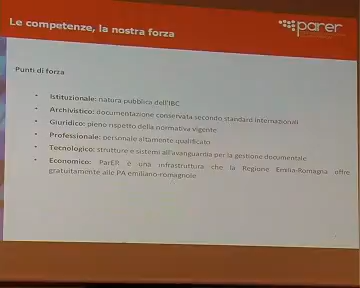 Le competenze, la nostra forza
parer
Punti di forza
• Istituzionale: natura pubblica dell'IBC
• Archivistico: documentazione conservata secondo standard internazionali
• Giuridico: pieno rispetto della normativa vigente
• Professionale: personale altamente qualificato
• Tecnologico: strutture e sistemi all'avanguardia per la gestione documentale
• Economico: ParER è una infrastruttura che la Regione Emilia-Romagna offre
gratuitamente alle PA emiliano-romagnole